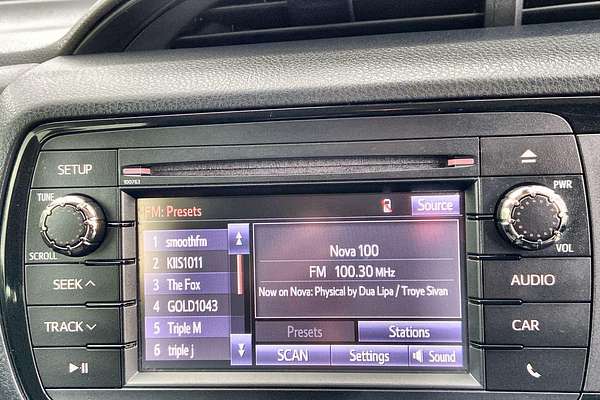 SETUP
100763
TUNE
SCROLL
SEEK
TRACK
FM: Presets
Source
1 smoothfm
2 KIIS1011
3 The Fox
4 GOLD1043
5 Triple M
6 triple j
Nova 100
FM 100.30 MHz
Now on Nova: Physical by Dua Lipa / Troye Sivan
Presets
Stations
SCAN
Settings
Sound
PWR
VOL
AUDIO
CAR